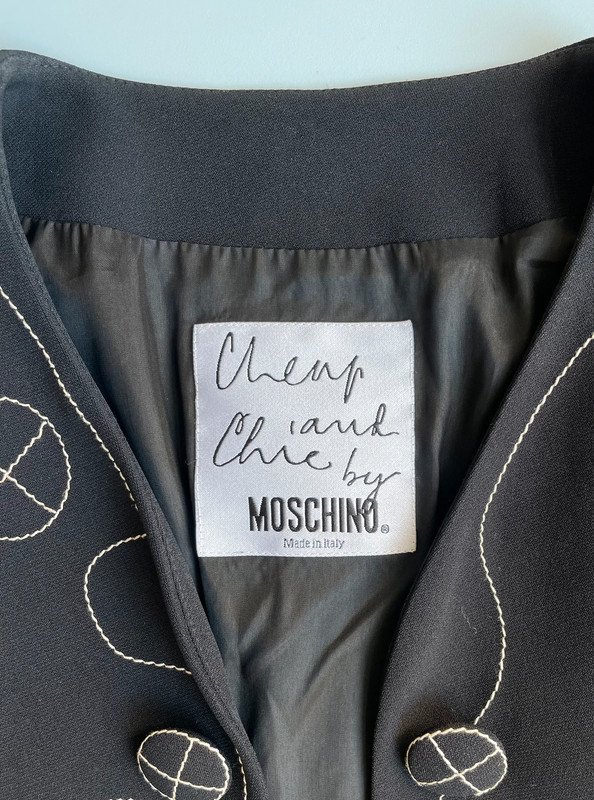 Cheap
and
Chic by
MOSCHINO®
Made in Italy